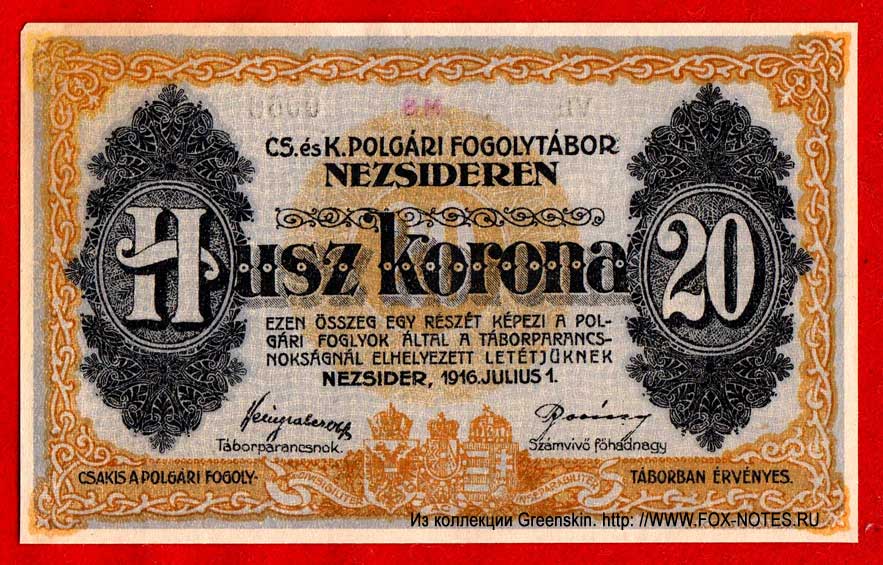 CS. és K. POLGÁRI FOGOLYTÁBOR
NEZSIDEREN
Husz korona
20
EZEN ÖSSZEG EGY RÉSZÉT KÉPEZI A POL-
GÁRI FOGLYOK ÁLTAL A TÁBORPARANCS-
NOKSÁGNÁL ELHELYEZETT LETÉTJÜKNEK
NEZSIDER, 1916. JULIUS 1.
Táborparancsnok.
Számvivő főhadnagy
CSAKIS A POLGÁRI FOGOLY-
TÁBORBAN ÉRVÉNYES.
Из коллекции Greenskin. http: //WWW.FOX-NOTES.RU